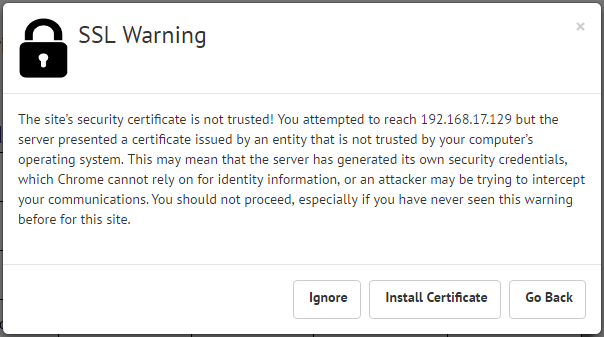 SSL Warning
×
The site's security certificate is not trusted! You attempted to reach 192.168.17.129 but the
server presented a certificate issued by an entity that is not trusted by your computer's
operating system. This may mean that the server has generated its own security credentials,
which Chrome cannot rely on for identity information, or an attacker may be trying to intercept
your communications. You should not proceed, especially if you have never seen this warning
before for this site.
Ignore
Install Certificate
Go Back